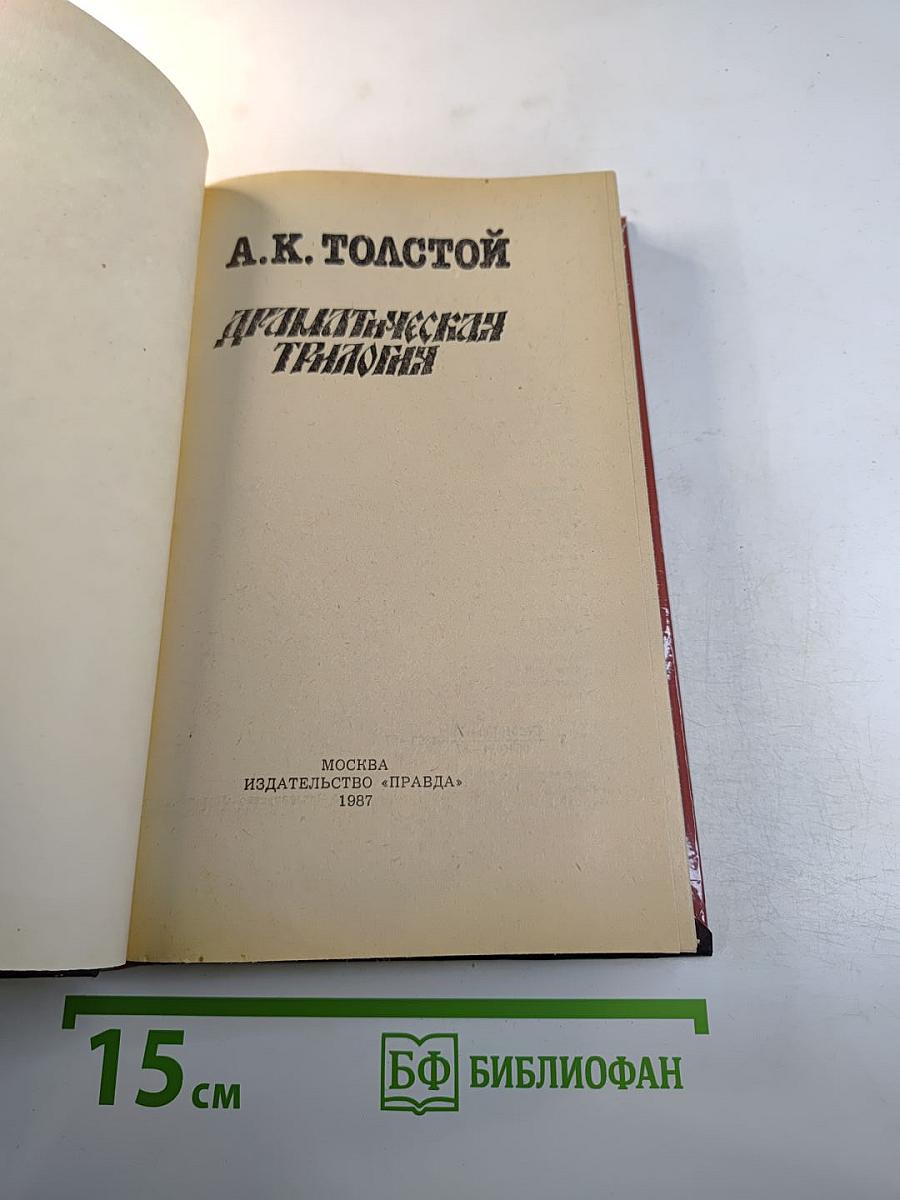 А.К. ТОЛСТОЙ
ДРАМАТИЧЕСКАЯ
ТРИЛОГИЯ
МОСКВА
ИЗДАТЕЛЬСТВО «ПРАВДА»
1987
15 см
БФ БИБЛИОФАН